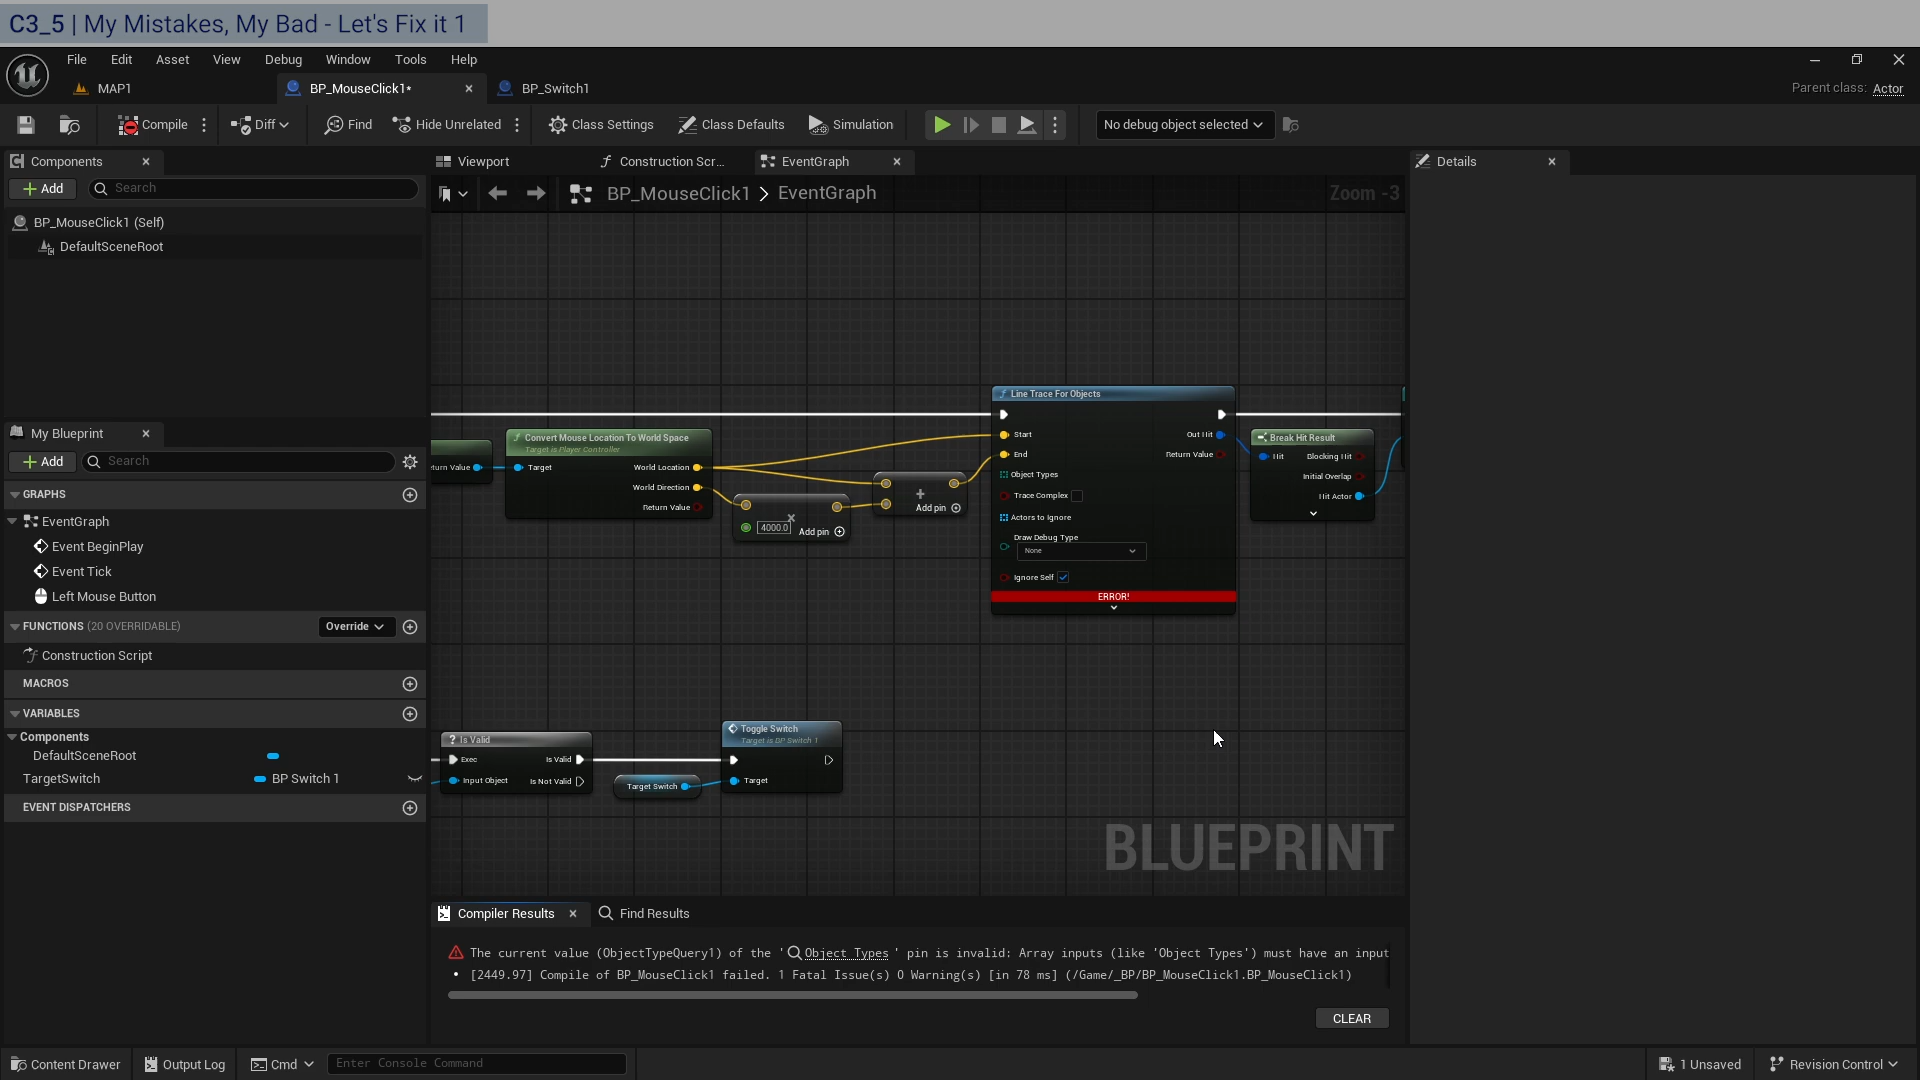 C3_5 | My Mistakes, My Bad - Let's Fix it 1
File Edit Asset View Debug Window Tools Help
MAP1 BP_MouseClick1* BP_Switch1 Parent class: Actor
Compile Diff Find Hide Unrelated Class Settings Class Defaults Simulation No debug object selected
Components Viewport Construction Scr... EventGraph Details
Add Search
BP_MouseClick1 > EventGraph Zoom -3
BP_MouseClick1 (Self)
DefaultSceneRoot
My Blueprint
Add Search
GRAPHS
EventGraph
Event BeginPlay
Event Tick
Left Mouse Button
FUNCTIONS (20 OVERRIDABLE) Override
Construction Script
MACROS
VARIABLES
Components
DefaultSceneRoot
TargetSwitch BP Switch 1
EVENT DISPATCHERS
eturn Value
Convert Mouse Location To World Space
Target is Player Controller
Target World Location
World Direction
Return Value
4000.0 Add pin
Add pin
Line Trace For Objects
Start Out Hit
End Return Value
Object Types
Trace Complex
Actors to Ignore
Draw Debug Type
None
Ignore Self
ERROR!
Break Hit Result
Hit Blocking Hit
Initial Overlap
Hit Actor
? Is Valid
Exec Is Valid
Input Object Is Not Valid
Target Switch
Toggle Switch
Target is BP Switch 1
Target
BLUEPRINT
Compiler Results Find Results
The current value (ObjectTypeQuery1) of the ' Object Types ' pin is invalid: Array inputs (like 'Object Types') must have an input
[2449.97] Compile of BP_MouseClick1 failed. 1 Fatal Issue(s) 0 Warning(s) [in 78 ms] (/Game/_BP/BP_MouseClick1.BP_MouseClick1)
CLEAR
Content Drawer Output Log Cmd Enter Console Command 1 Unsaved Revision Control